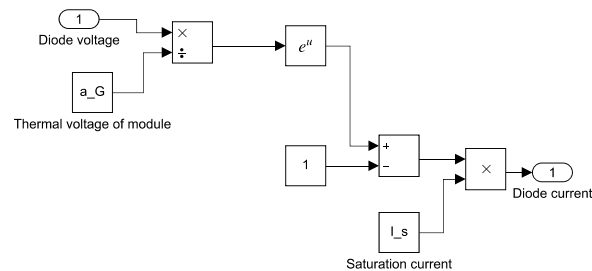 1
Diode voltage
×
÷
a_G
Thermal voltage of module
e^u
1
+
−
×
1
Diode current
I_s
Saturation current